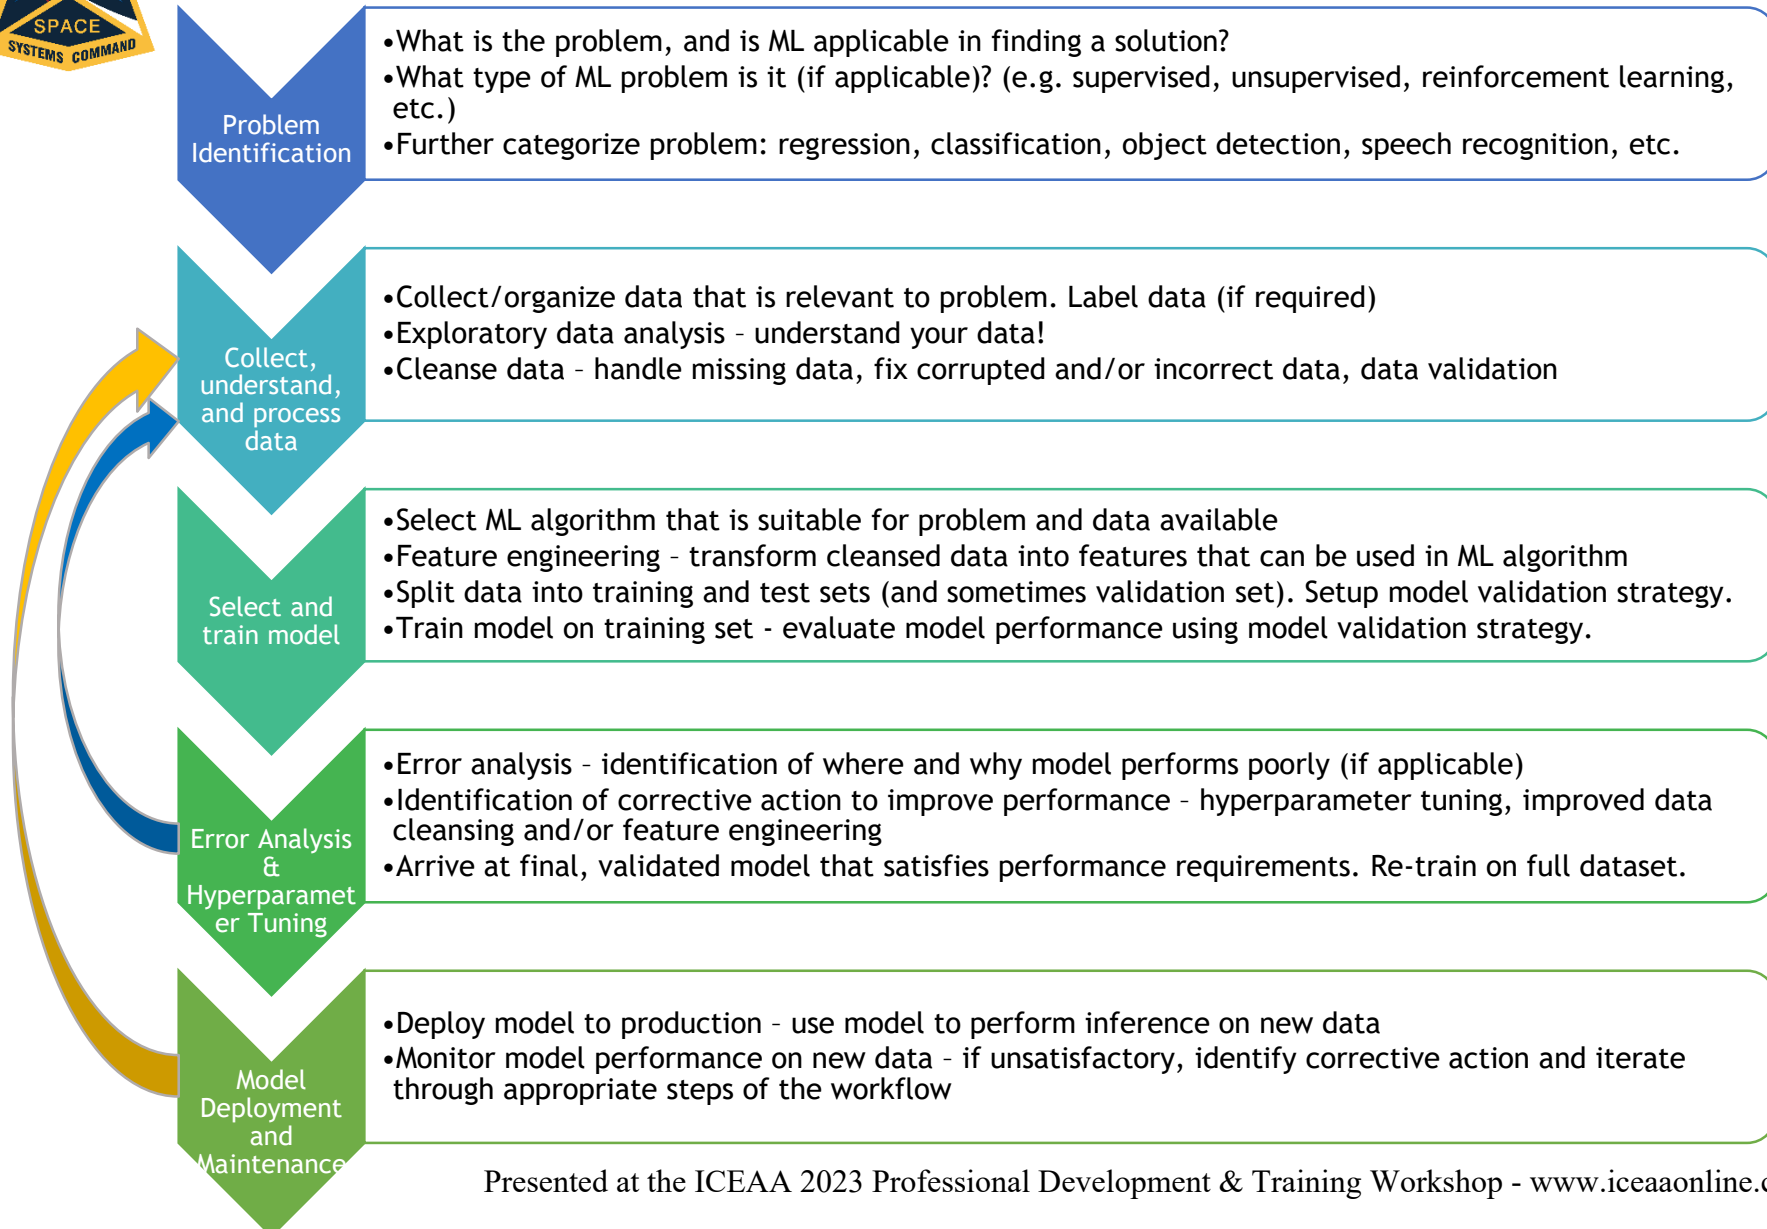 SPACE
SYSTEMS COMMAND
Problem
Identification
•What is the problem, and is ML applicable in finding a solution?
•What type of ML problem is it (if applicable)? (e.g. supervised, unsupervised, reinforcement learning,
etc.)
•Further categorize problem: regression, classification, object detection, speech recognition, etc.
Collect,
understand,
and process
data
•Collect/organize data that is relevant to problem. Label data (if required)
•Exploratory data analysis – understand your data!
•Cleanse data – handle missing data, fix corrupted and/or incorrect data, data validation
Select and
train model
•Select ML algorithm that is suitable for problem and data available
•Feature engineering – transform cleansed data into features that can be used in ML algorithm
•Split data into training and test sets (and sometimes validation set). Setup model validation strategy.
•Train model on training set - evaluate model performance using model validation strategy.
Error Analysis
&
Hyperparamet
er Tuning
•Error analysis – identification of where and why model performs poorly (if applicable)
•Identification of corrective action to improve performance – hyperparameter tuning, improved data
cleansing and/or feature engineering
•Arrive at final, validated model that satisfies performance requirements. Re-train on full dataset.
Model
Deployment
and
Maintenance
•Deploy model to production – use model to perform inference on new data
•Monitor model performance on new data – if unsatisfactory, identify corrective action and iterate
through appropriate steps of the workflow
Presented at the ICEAA 2023 Professional Development & Training Workshop - www.iceaaonline.c